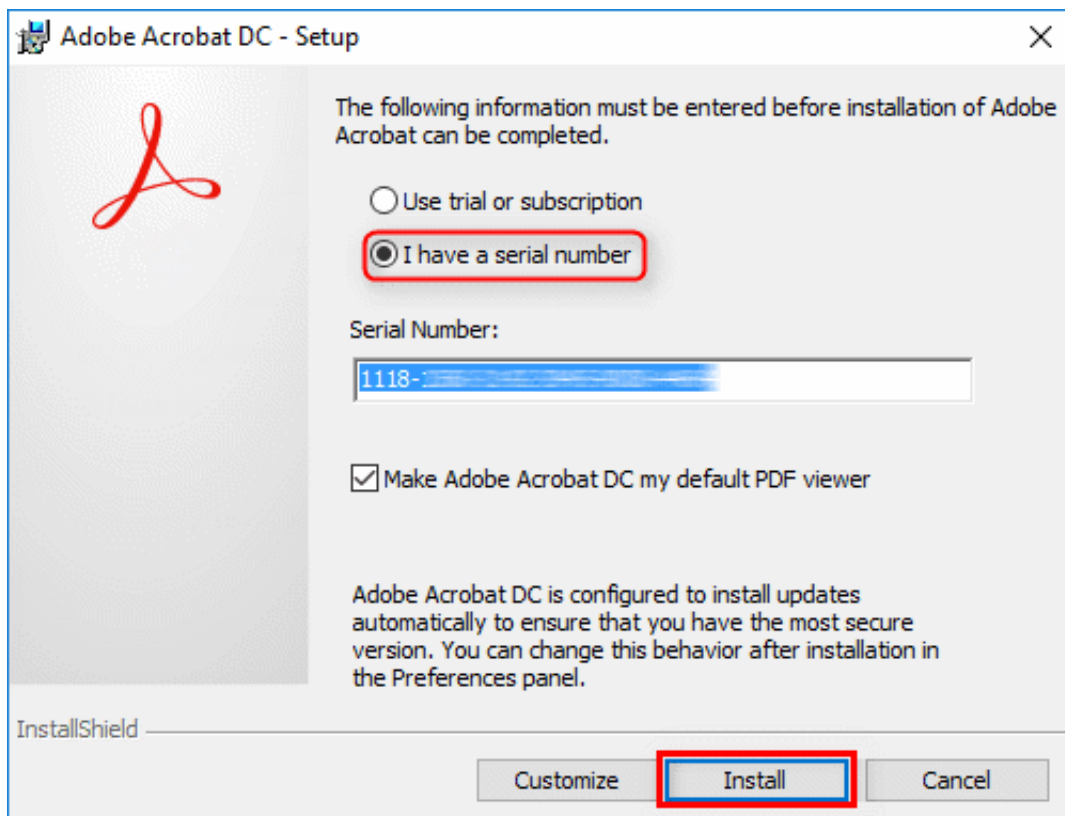 Adobe Acrobat DC - Setup
The following information must be entered before installation of Adobe
Acrobat can be completed.
Use trial or subscription
I have a serial number
Serial Number:
1118-
Make Adobe Acrobat DC my default PDF viewer
Adobe Acrobat DC is configured to install updates
automatically to ensure that you have the most secure
version. You can change this behavior after installation in
the Preferences panel.
InstallShield
Customize
Install
Cancel